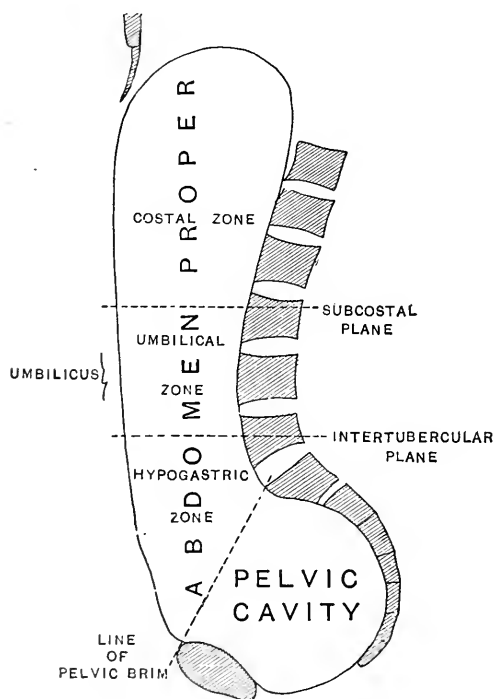 ABDOMEN PROPER
COSTAL ZONE
SUBCOSTAL
PLANE
UMBILICAL
ZONE
UMBILICUS
INTERTUBERCULAR
PLANE
HYPOGASTRIC
ZONE
PELVIC
CAVITY
LINE
OF
PELVIC BRIM